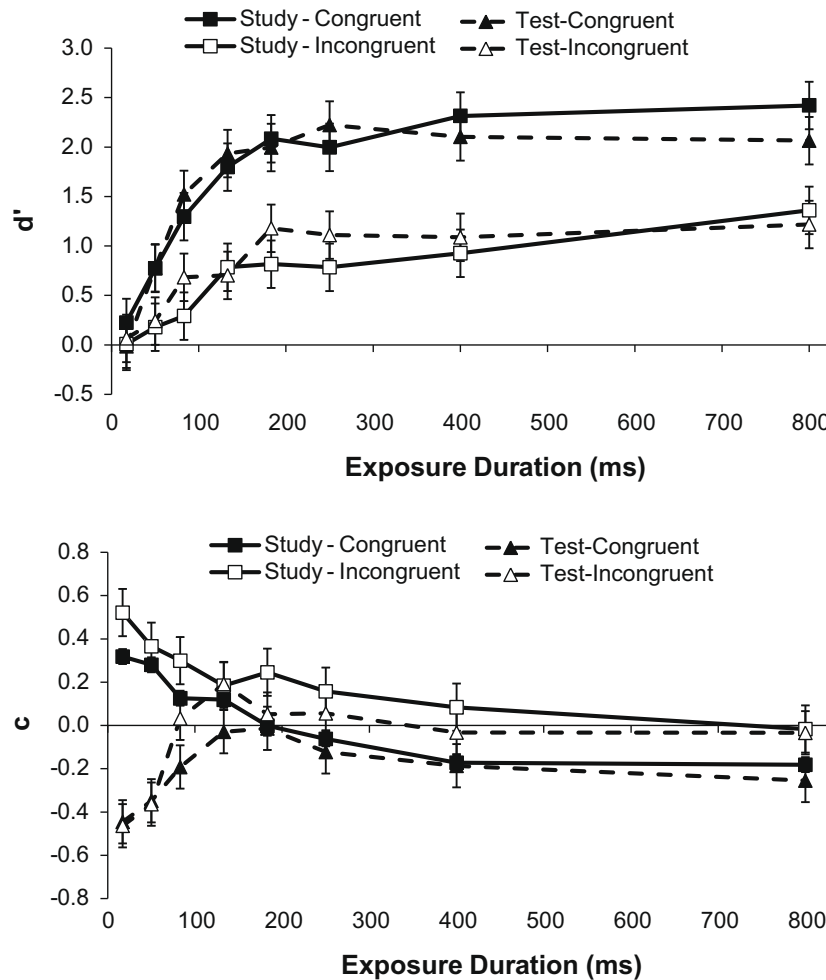 Study - Congruent Test-Congruent
Study - Incongruent Test-Incongruent
3.0
2.5
2.0
1.5
1.0
0.5
0.0
-0.5
d'
0 100 200 300 400 500 600 700 800
Exposure Duration (ms)
Study - Congruent Test-Congruent
Study - Incongruent Test-Incongruent
0.8
0.6
0.4
0.2
0.0
-0.2
-0.4
-0.6
-0.8
c
0 100 200 300 400 500 600 700 800
Exposure Duration (ms)